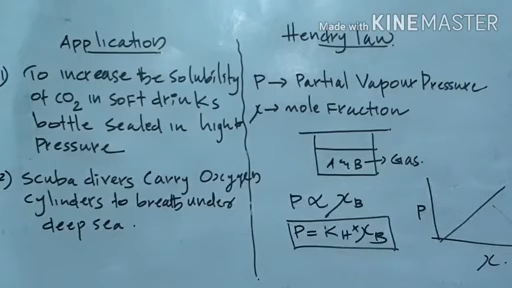 Made with KINEMASTER
Application
1) To increase the solubility
of CO2 in soft drinks
bottle sealed in high
Pressure
2) Scuba divers carry Oxygen
cylinders to breath under
deep sea.
Hendry law
P → Partial Vapour Pressure
x → mole Fraction
A B → Gas.
P ∝ xB
P = KH * xB
P
x